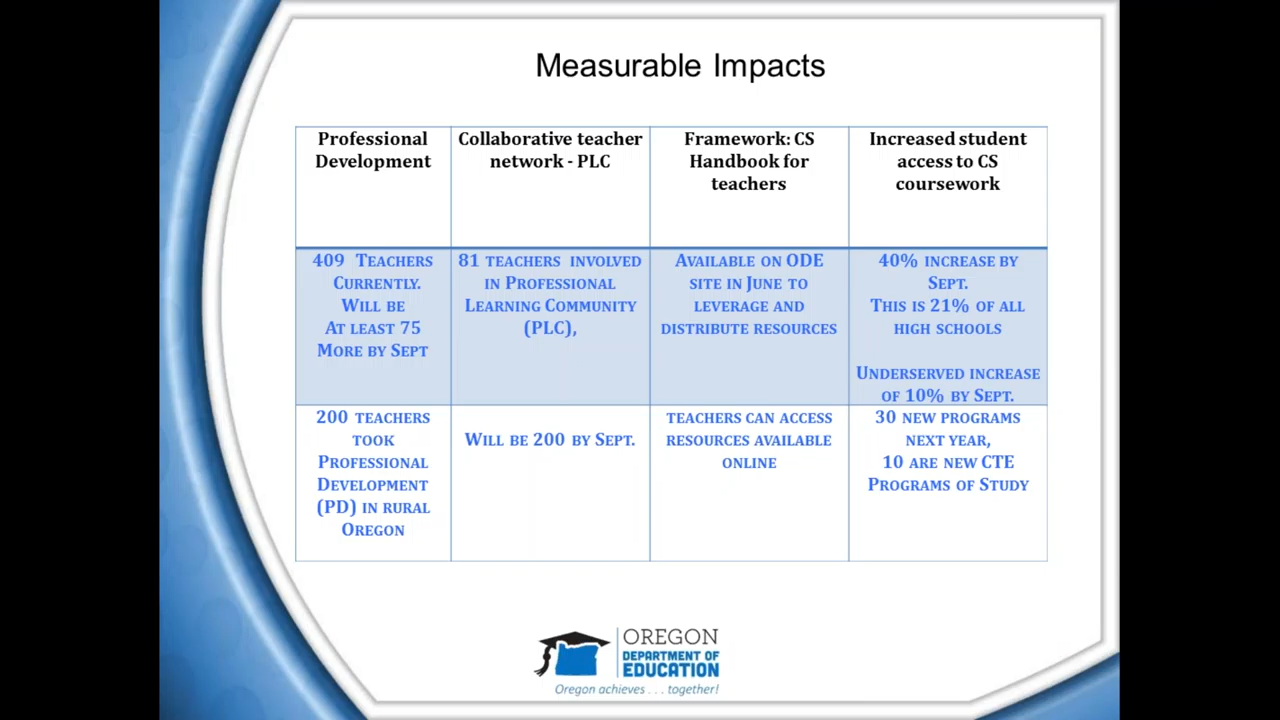 Measurable Impacts
Professional
Development
Collaborative teacher
network - PLC
Framework: CS
Handbook for
teachers
Increased student
access to CS
coursework
409 Teachers
Currently.
Will be
At least 75
More by Sept
81 teachers involved
in Professional
Learning Community
(PLC),
Available on ODE
site in June to
leverage and
distribute resources
40% increase by
Sept.
This is 21% of all
high schools
Underserved increase
of 10% by Sept.
200 teachers
took
Professional
Development
(PD) in rural
Oregon
Will be 200 by Sept.
teachers can access
resources available
online
30 new programs
next year,
10 are new CTE
Programs of Study
OREGON
DEPARTMENT OF
EDUCATION
Oregon achieves . . . together!